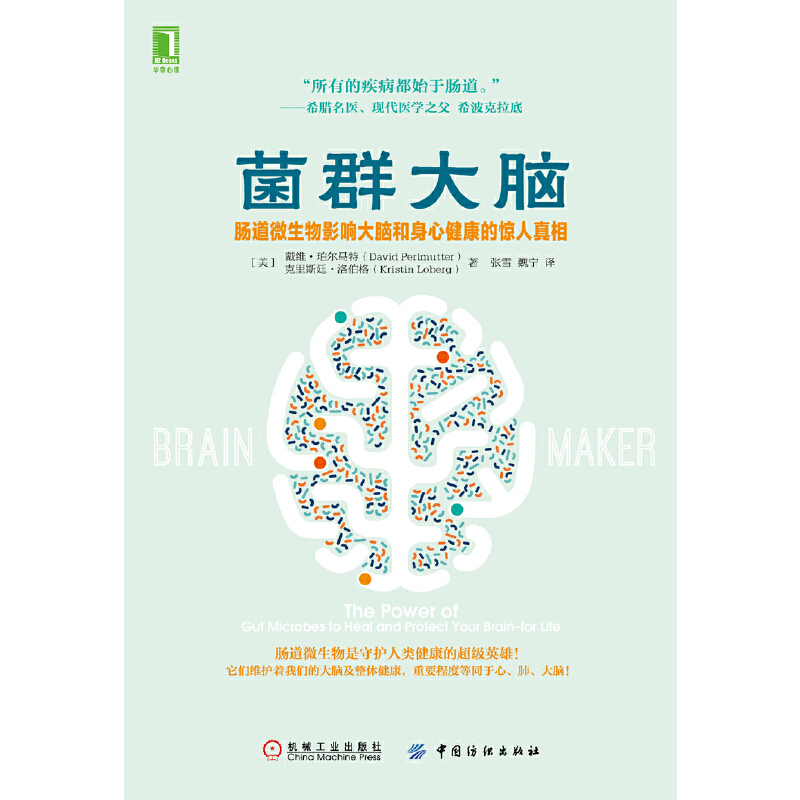 HZ Books
华章心理
“所有的疾病都始于肠道。”
——希腊名医、现代医学之父 希波克拉底
菌群大脑
肠道微生物影响大脑和身心健康的惊人真相
[美] 戴维·珀尔马特（David Perlmutter）
克里斯廷·洛伯格（Kristin Loberg） 著 张雪 魏宁 译
BRAIN MAKER
The Power of
Gut Microbes to Heal and Protect Your Brain–for Life
肠道微生物是守护人类健康的超级英雄！
它们维护着我们的大脑及整体健康，重要程度等同于心、肺、大脑！
机械工业出版社
China Machine Press
中国纺织出版社